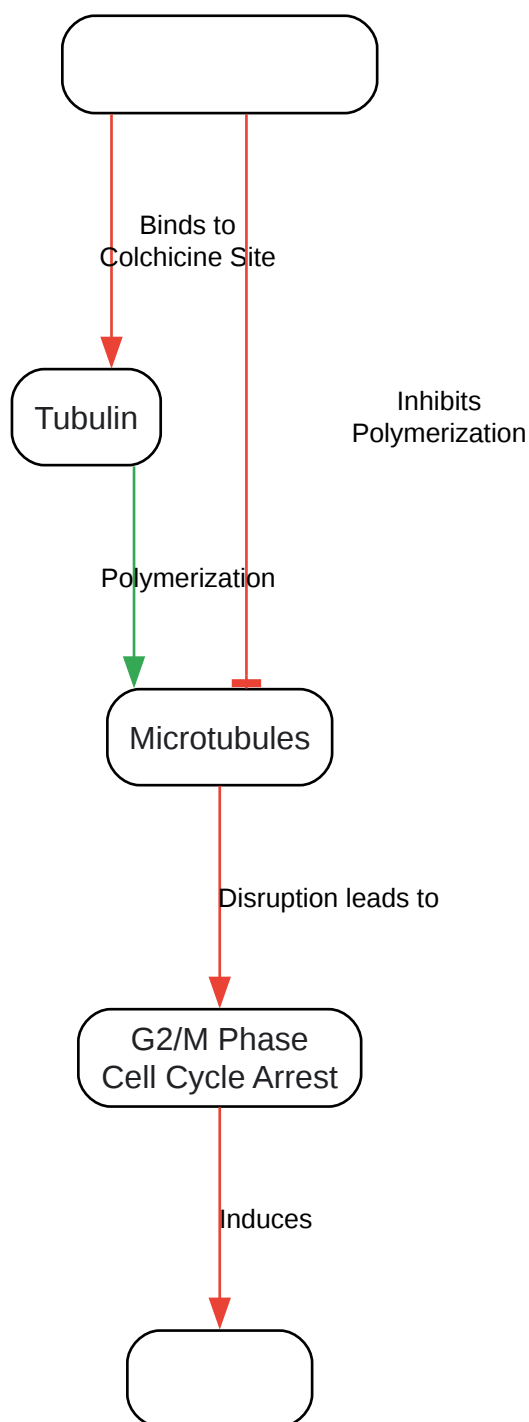 Binds to
Colchicine Site
Tubulin
Inhibits
Polymerization
Polymerization
Microtubules
Disruption leads to
G2/M Phase
Cell Cycle Arrest
Induces